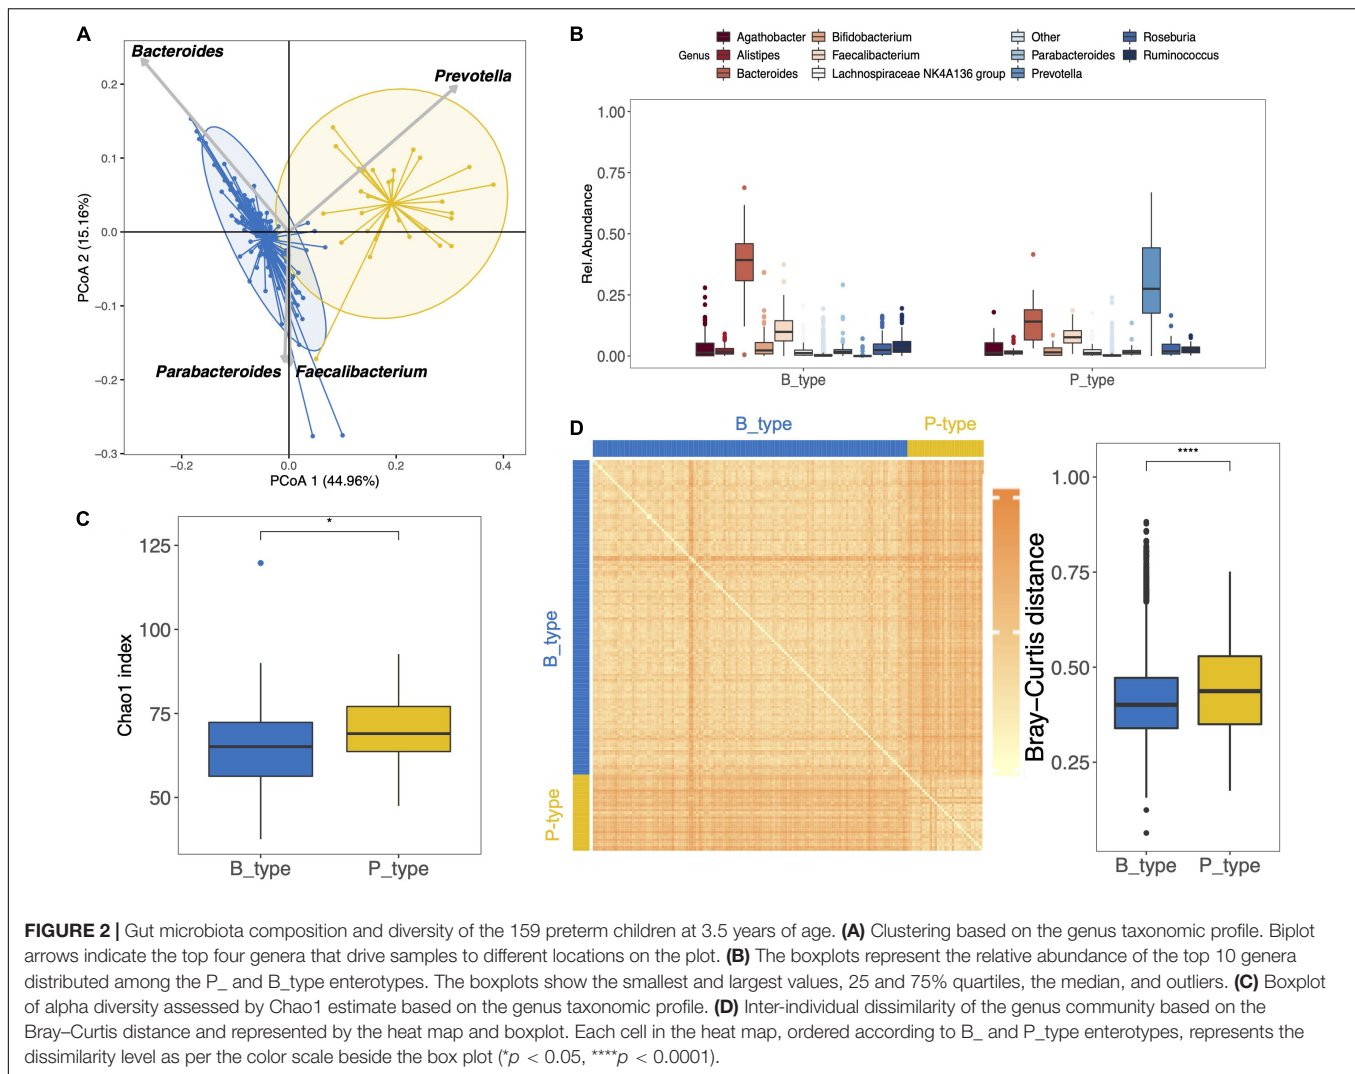 A
Bacteroides
Prevotella
0.2
0.1
0.0
−0.1
−0.2
−0.3
PCoA 2 (15.16%)
Parabacteroides
Faecalibacterium
−0.2
0.0
0.2
0.4
PCoA 1 (44.96%)
B
Genus
Agathobacter
Alistipes
Bacteroides
Bifidobacterium
Faecalibacterium
Lachnospiraceae NK4A136 group
Other
Parabacteroides
Prevotella
Roseburia
Ruminococcus
1.00
0.75
0.50
0.25
0.00
Rel.Abundance
B_type
P_type
C
*
125
100
75
50
Chao1 index
B_type
P_type
D
B_type
P-type
B_type
P-type
Bray–Curtis distance
****
1.00
0.75
0.50
0.25
B_type
P_type
FIGURE 2 | Gut microbiota composition and diversity of the 159 preterm children at 3.5 years of age. (A) Clustering based on the genus taxonomic profile. Biplot
arrows indicate the top four genera that drive samples to different locations on the plot. (B) The boxplots represent the relative abundance of the top 10 genera
distributed among the P_ and B_type enterotypes. The boxplots show the smallest and largest values, 25 and 75% quartiles, the median, and outliers. (C) Boxplot
of alpha diversity assessed by Chao1 estimate based on the genus taxonomic profile. (D) Inter-individual dissimilarity of the genus community based on the
Bray–Curtis distance and represented by the heat map and boxplot. Each cell in the heat map, ordered according to B_ and P_type enterotypes, represents the
dissimilarity level as per the color scale beside the box plot (*p < 0.05, ****p < 0.0001).